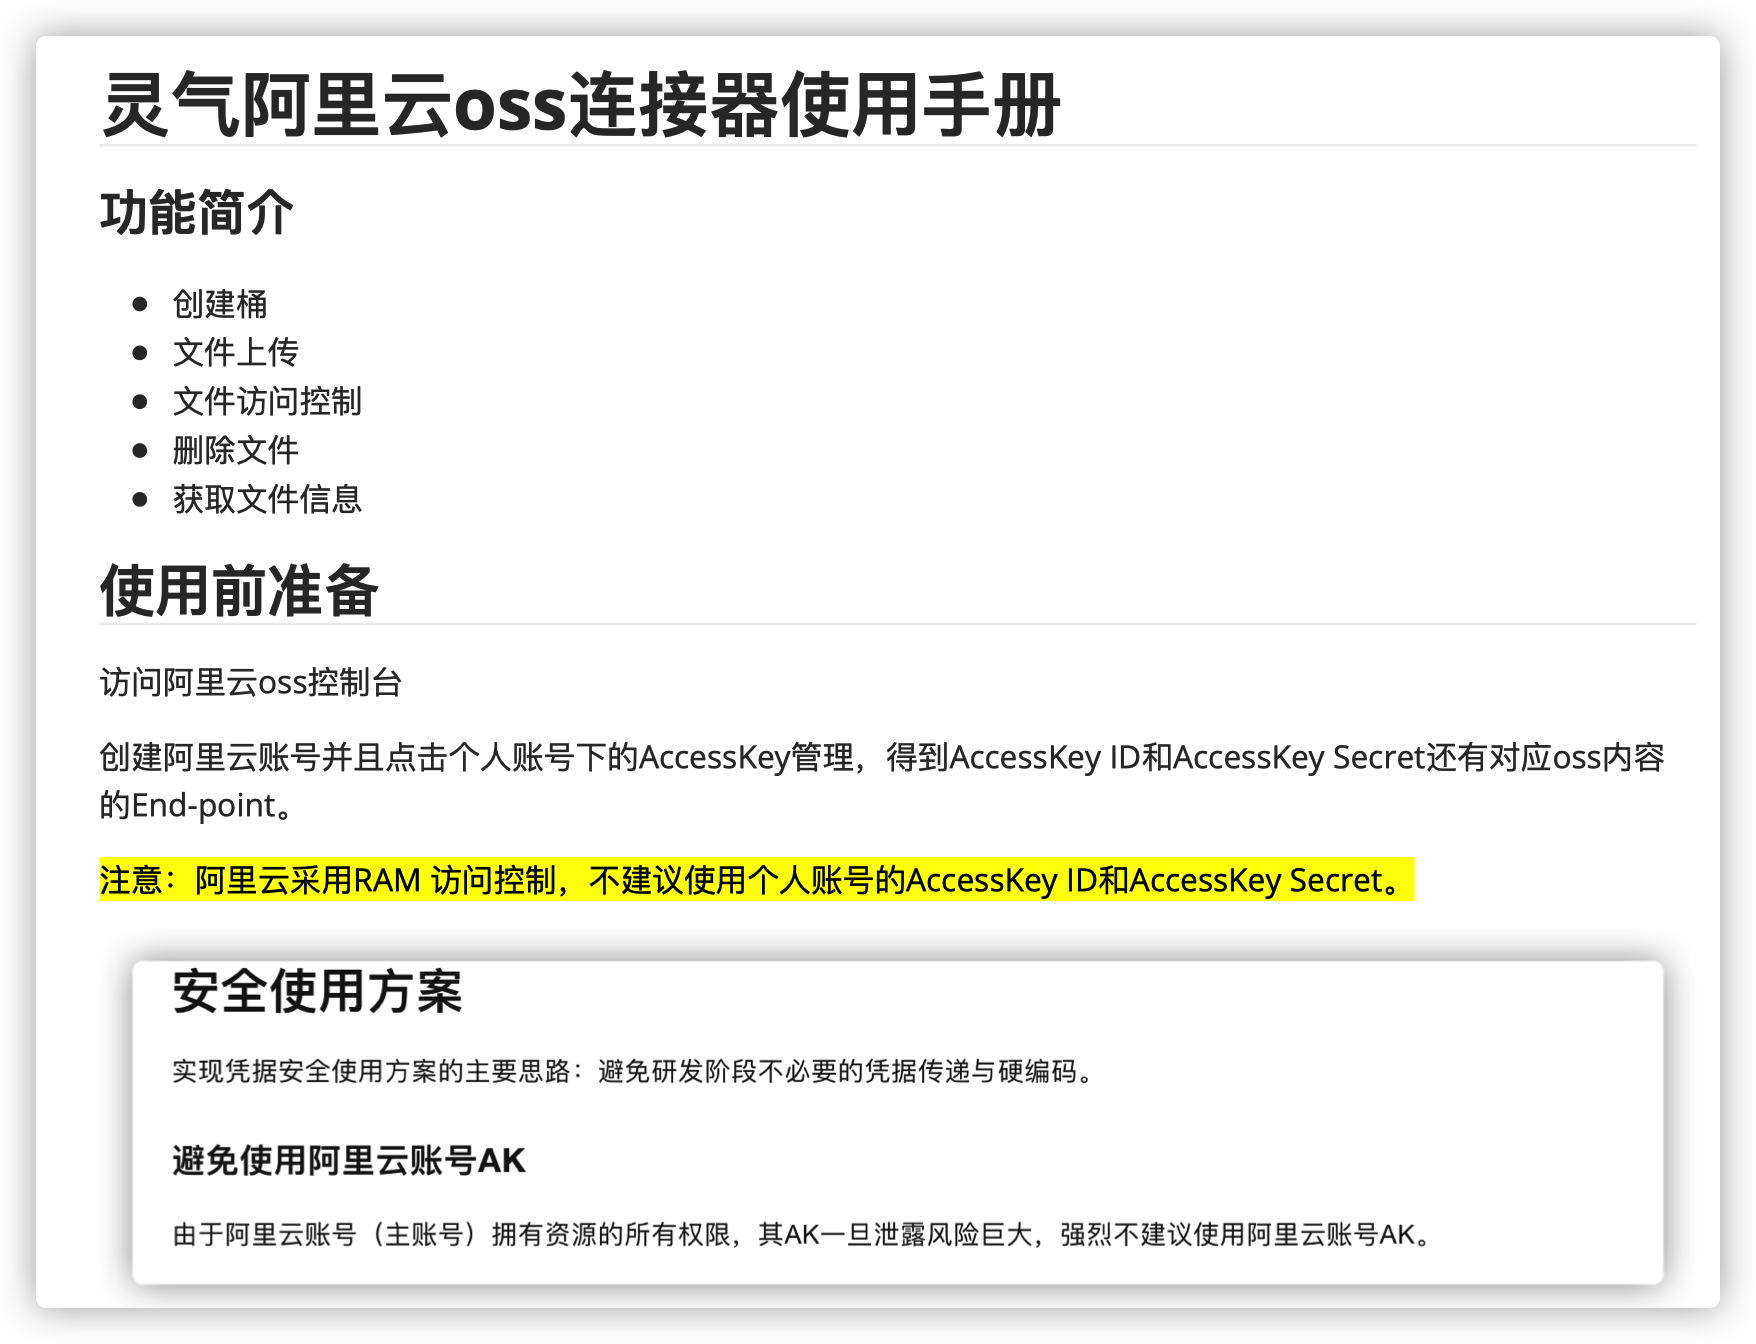 灵气阿里云oss连接器使用手册
功能简介
创建桶
文件上传
文件访问控制
删除文件
获取文件信息
使用前准备
访问阿里云oss控制台
创建阿里云账号并且点击个人账号下的AccessKey管理，得到AccessKey ID和AccessKey Secret还有对应oss内容
的End-point。
注意：阿里云采用RAM 访问控制，不建议使用个人账号的AccessKey ID和AccessKey Secret。
安全使用方案
实现凭据安全使用方案的主要思路：避免研发阶段不必要的凭据传递与硬编码。
避免使用阿里云账号AK
由于阿里云账号（主账号）拥有资源的所有权限，其AK一旦泄露风险巨大，强烈不建议使用阿里云账号AK。